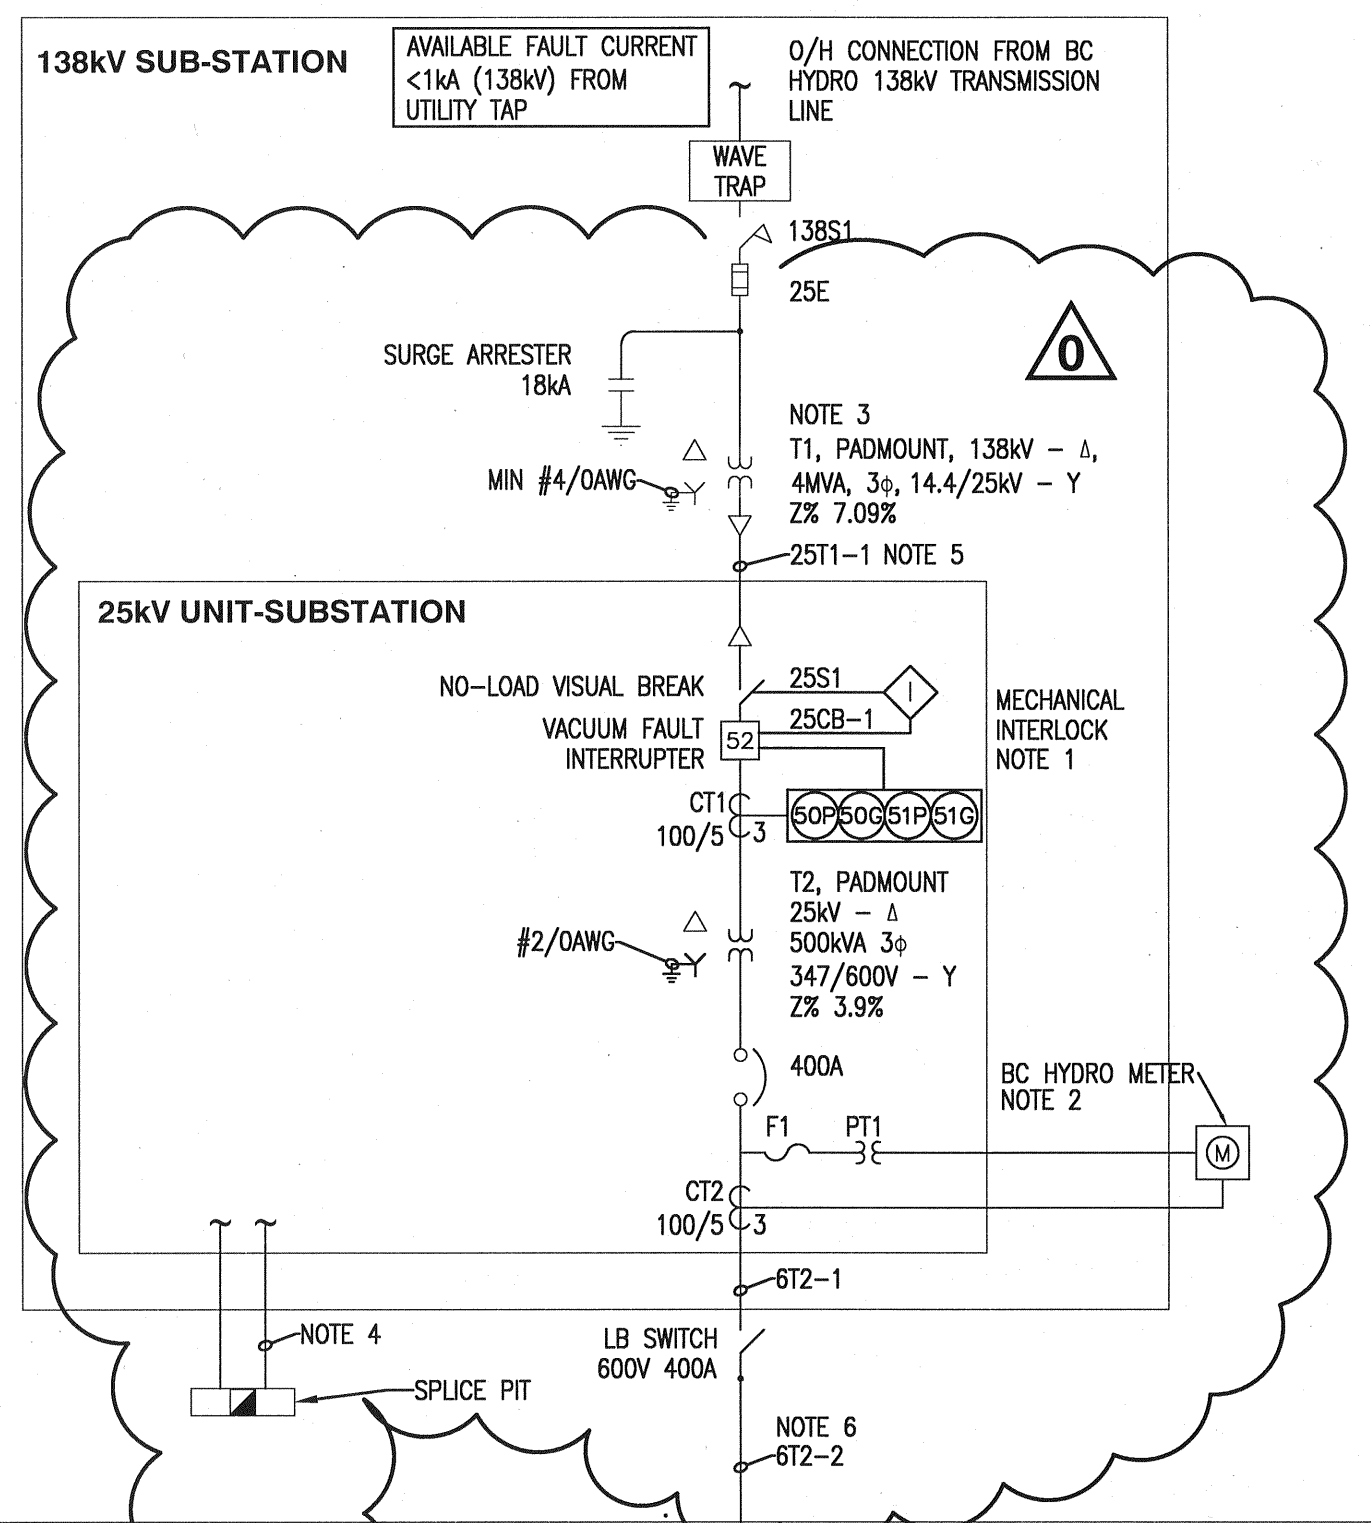 138kV SUB-STATION
AVAILABLE FAULT CURRENT
<1kA (138kV) FROM
UTILITY TAP
O/H CONNECTION FROM BC
HYDRO 138kV TRANSMISSION
LINE
WAVE
TRAP
138S1
25E
0
SURGE ARRESTER
18kA
NOTE 3
T1, PADMOUNT, 138kV – Δ,
4MVA, 3ϕ, 14.4/25kV – Y
Z% 7.09%
MIN #4/0AWG
25T1–1 NOTE 5
25kV UNIT-SUBSTATION
NO–LOAD VISUAL BREAK
25S1
I
VACUUM FAULT
INTERRUPTER
52
25CB–1
MECHANICAL
INTERLOCK
NOTE 1
CT1
100/5
3
50P 50G 51P 51G
T2, PADMOUNT
25kV – Δ
500kVA 3ϕ
347/600V – Y
Z% 3.9%
#2/0AWG
400A
BC HYDRO METER
NOTE 2
F1
PT1
M
CT2
100/5
3
6T2–1
NOTE 4
LB SWITCH
600V 400A
SPLICE PIT
NOTE 6
6T2–2